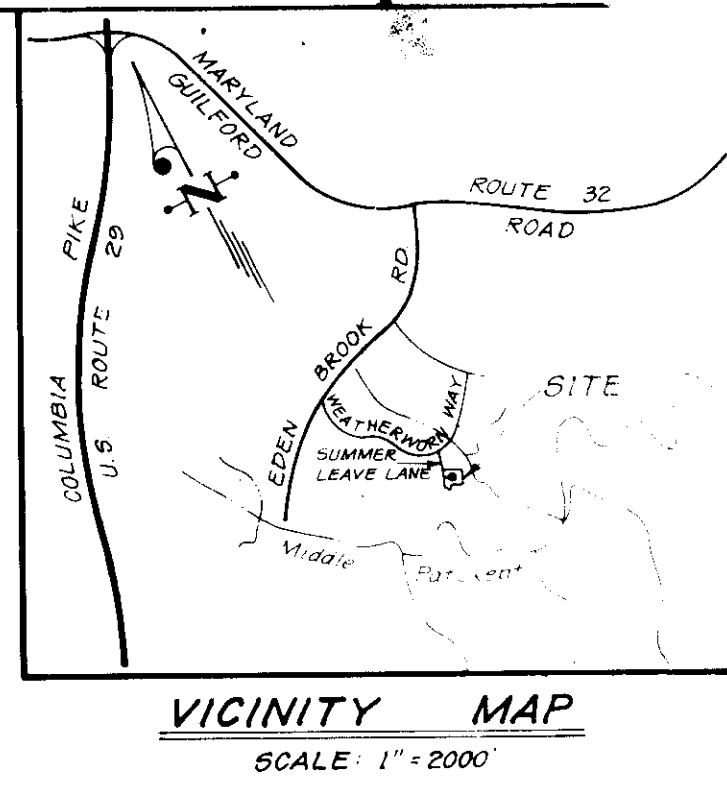 MARYLAND
GUILFORD
ROUTE 32
ROAD
N
COLUMBIA PIKE
U.S. ROUTE 29
EDEN BROOK RD.
WEATHERWORN WAY
SITE
SUMMER
LEAVE LANE
Middle
VICINITY MAP
SCALE: 1" = 2000'